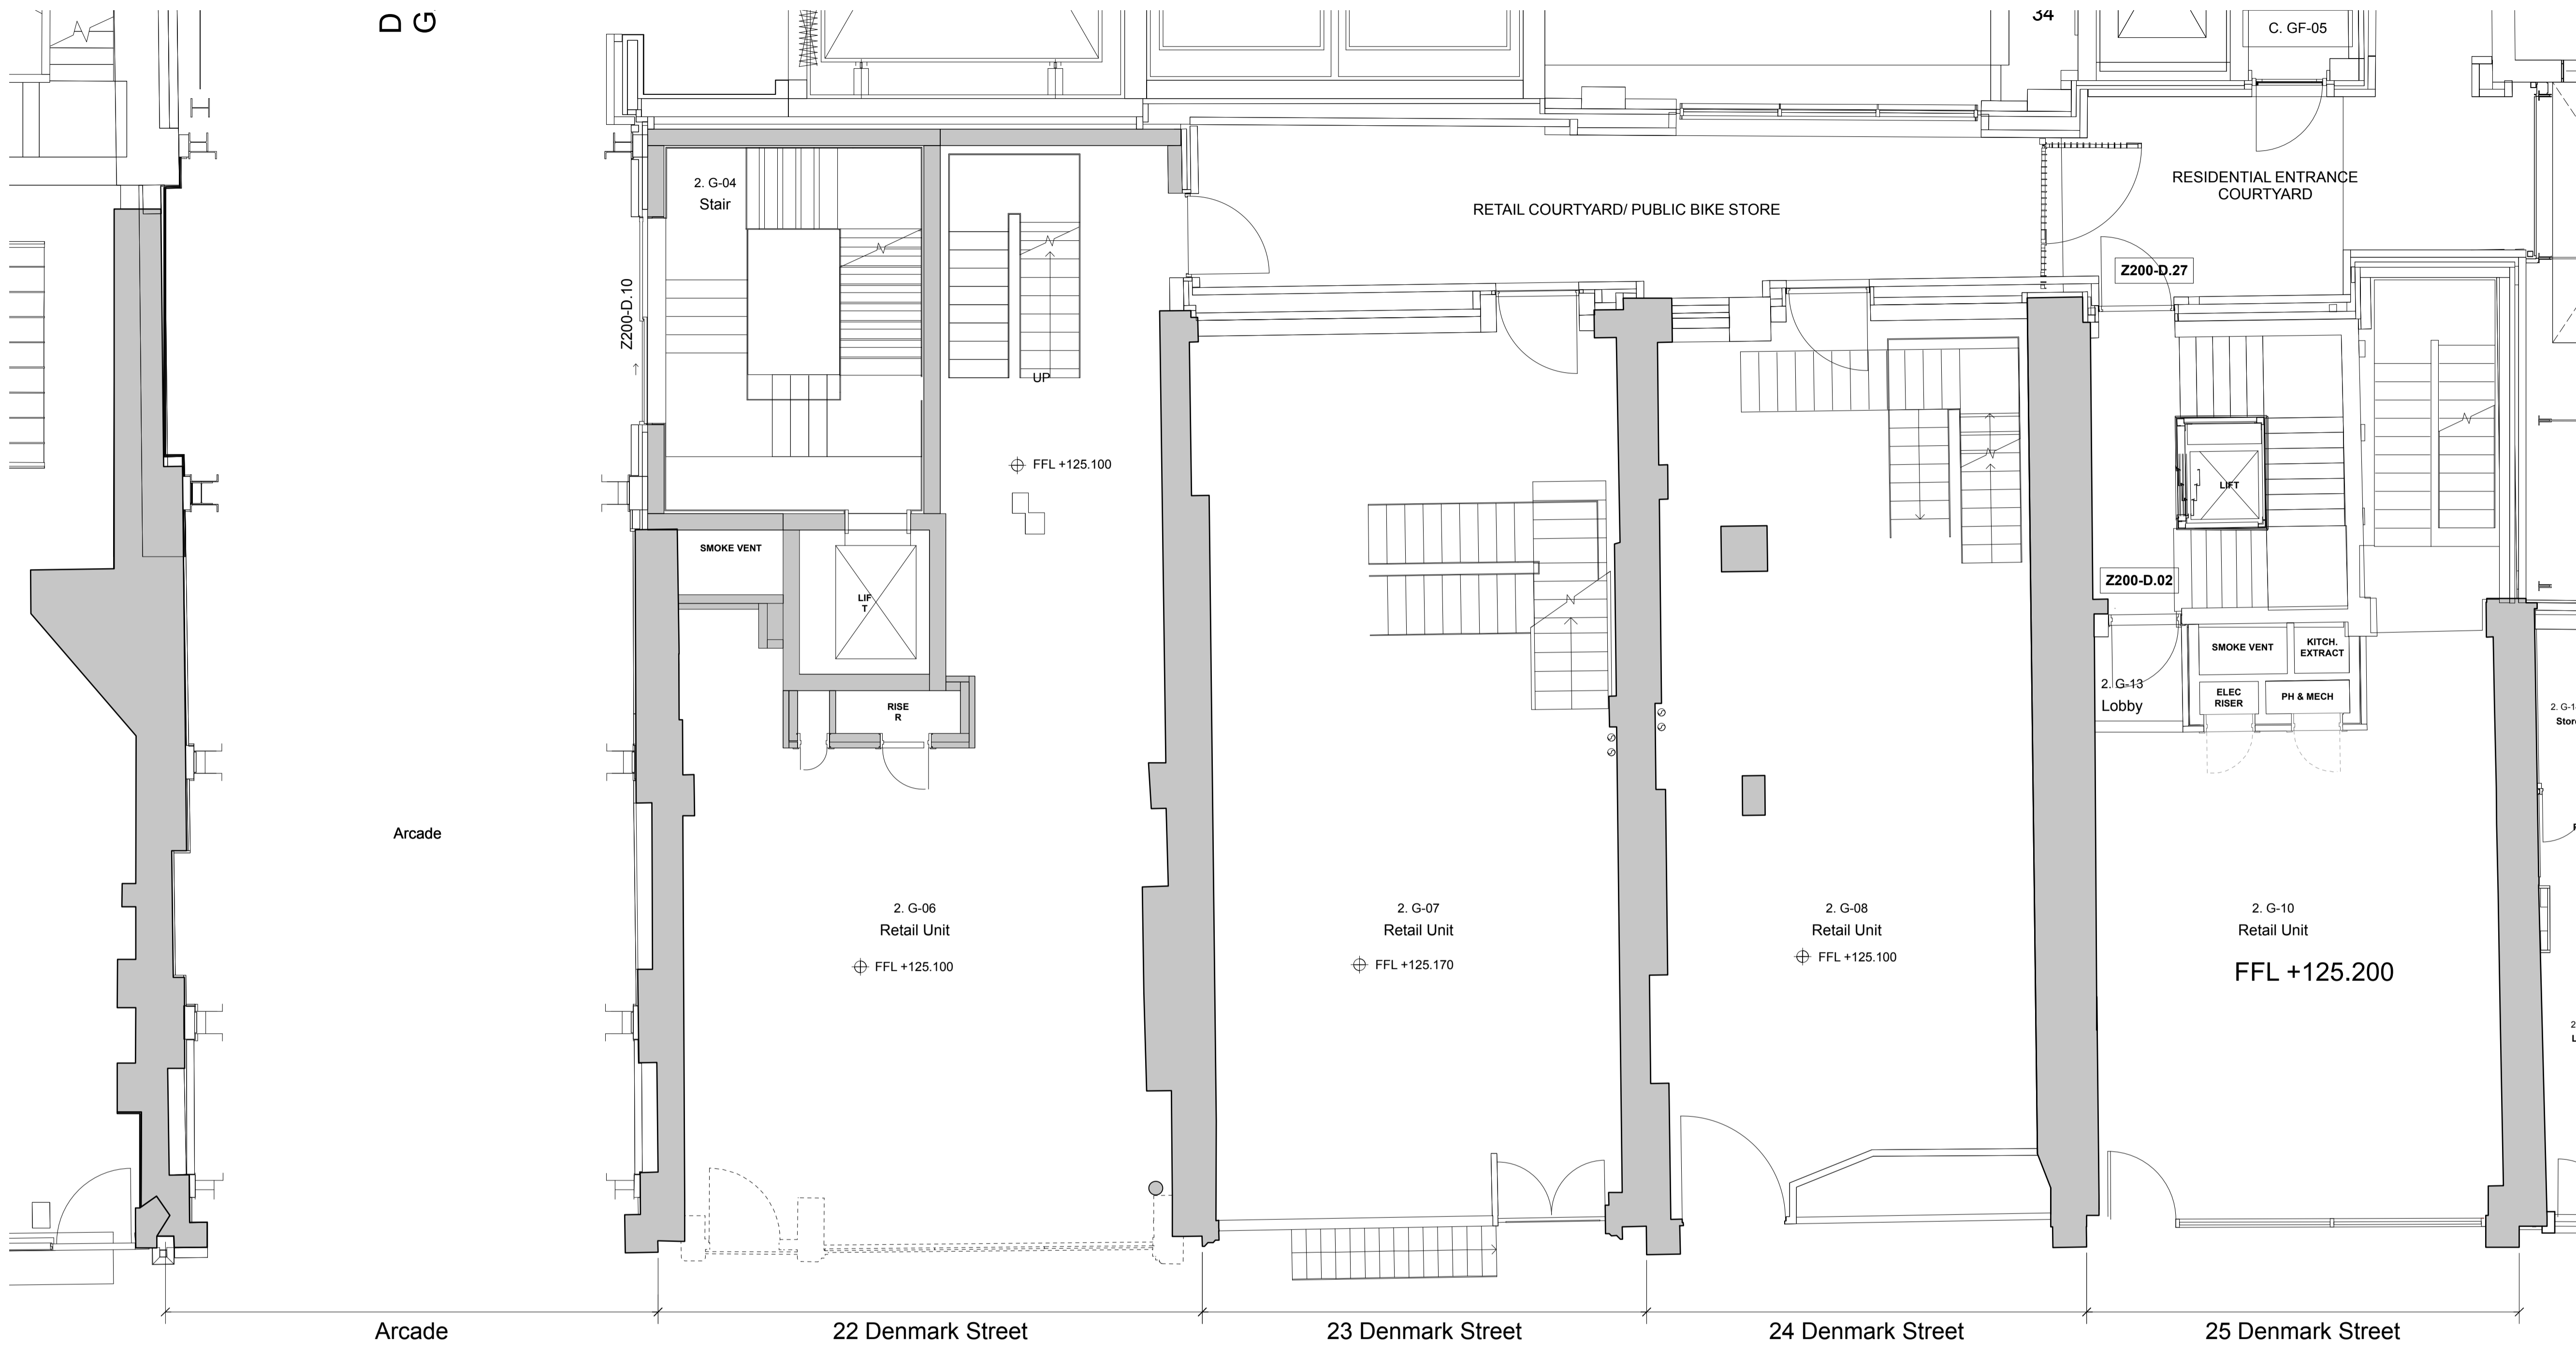 D
G
34
C. GF-05
2. G-04
Stair
RETAIL COURTYARD/ PUBLIC BIKE STORE
RESIDENTIAL ENTRANCE
COURTYARD
Z200-D.10
Z200-D.27
UP
FFL +125.100
LIFT
SMOKE VENT
LIF
T
Z200-D.02
SMOKE VENT
KITCH.
EXTRACT
2. G-13
Lobby
ELEC
RISER
PH & MECH
RISE
R
2. G-1
Stor
Arcade
2. G-06
Retail Unit
FFL +125.100
2. G-07
Retail Unit
FFL +125.170
2. G-08
Retail Unit
FFL +125.100
2. G-10
Retail Unit
FFL +125.200
2
L
Arcade
22 Denmark Street
23 Denmark Street
24 Denmark Street
25 Denmark Street